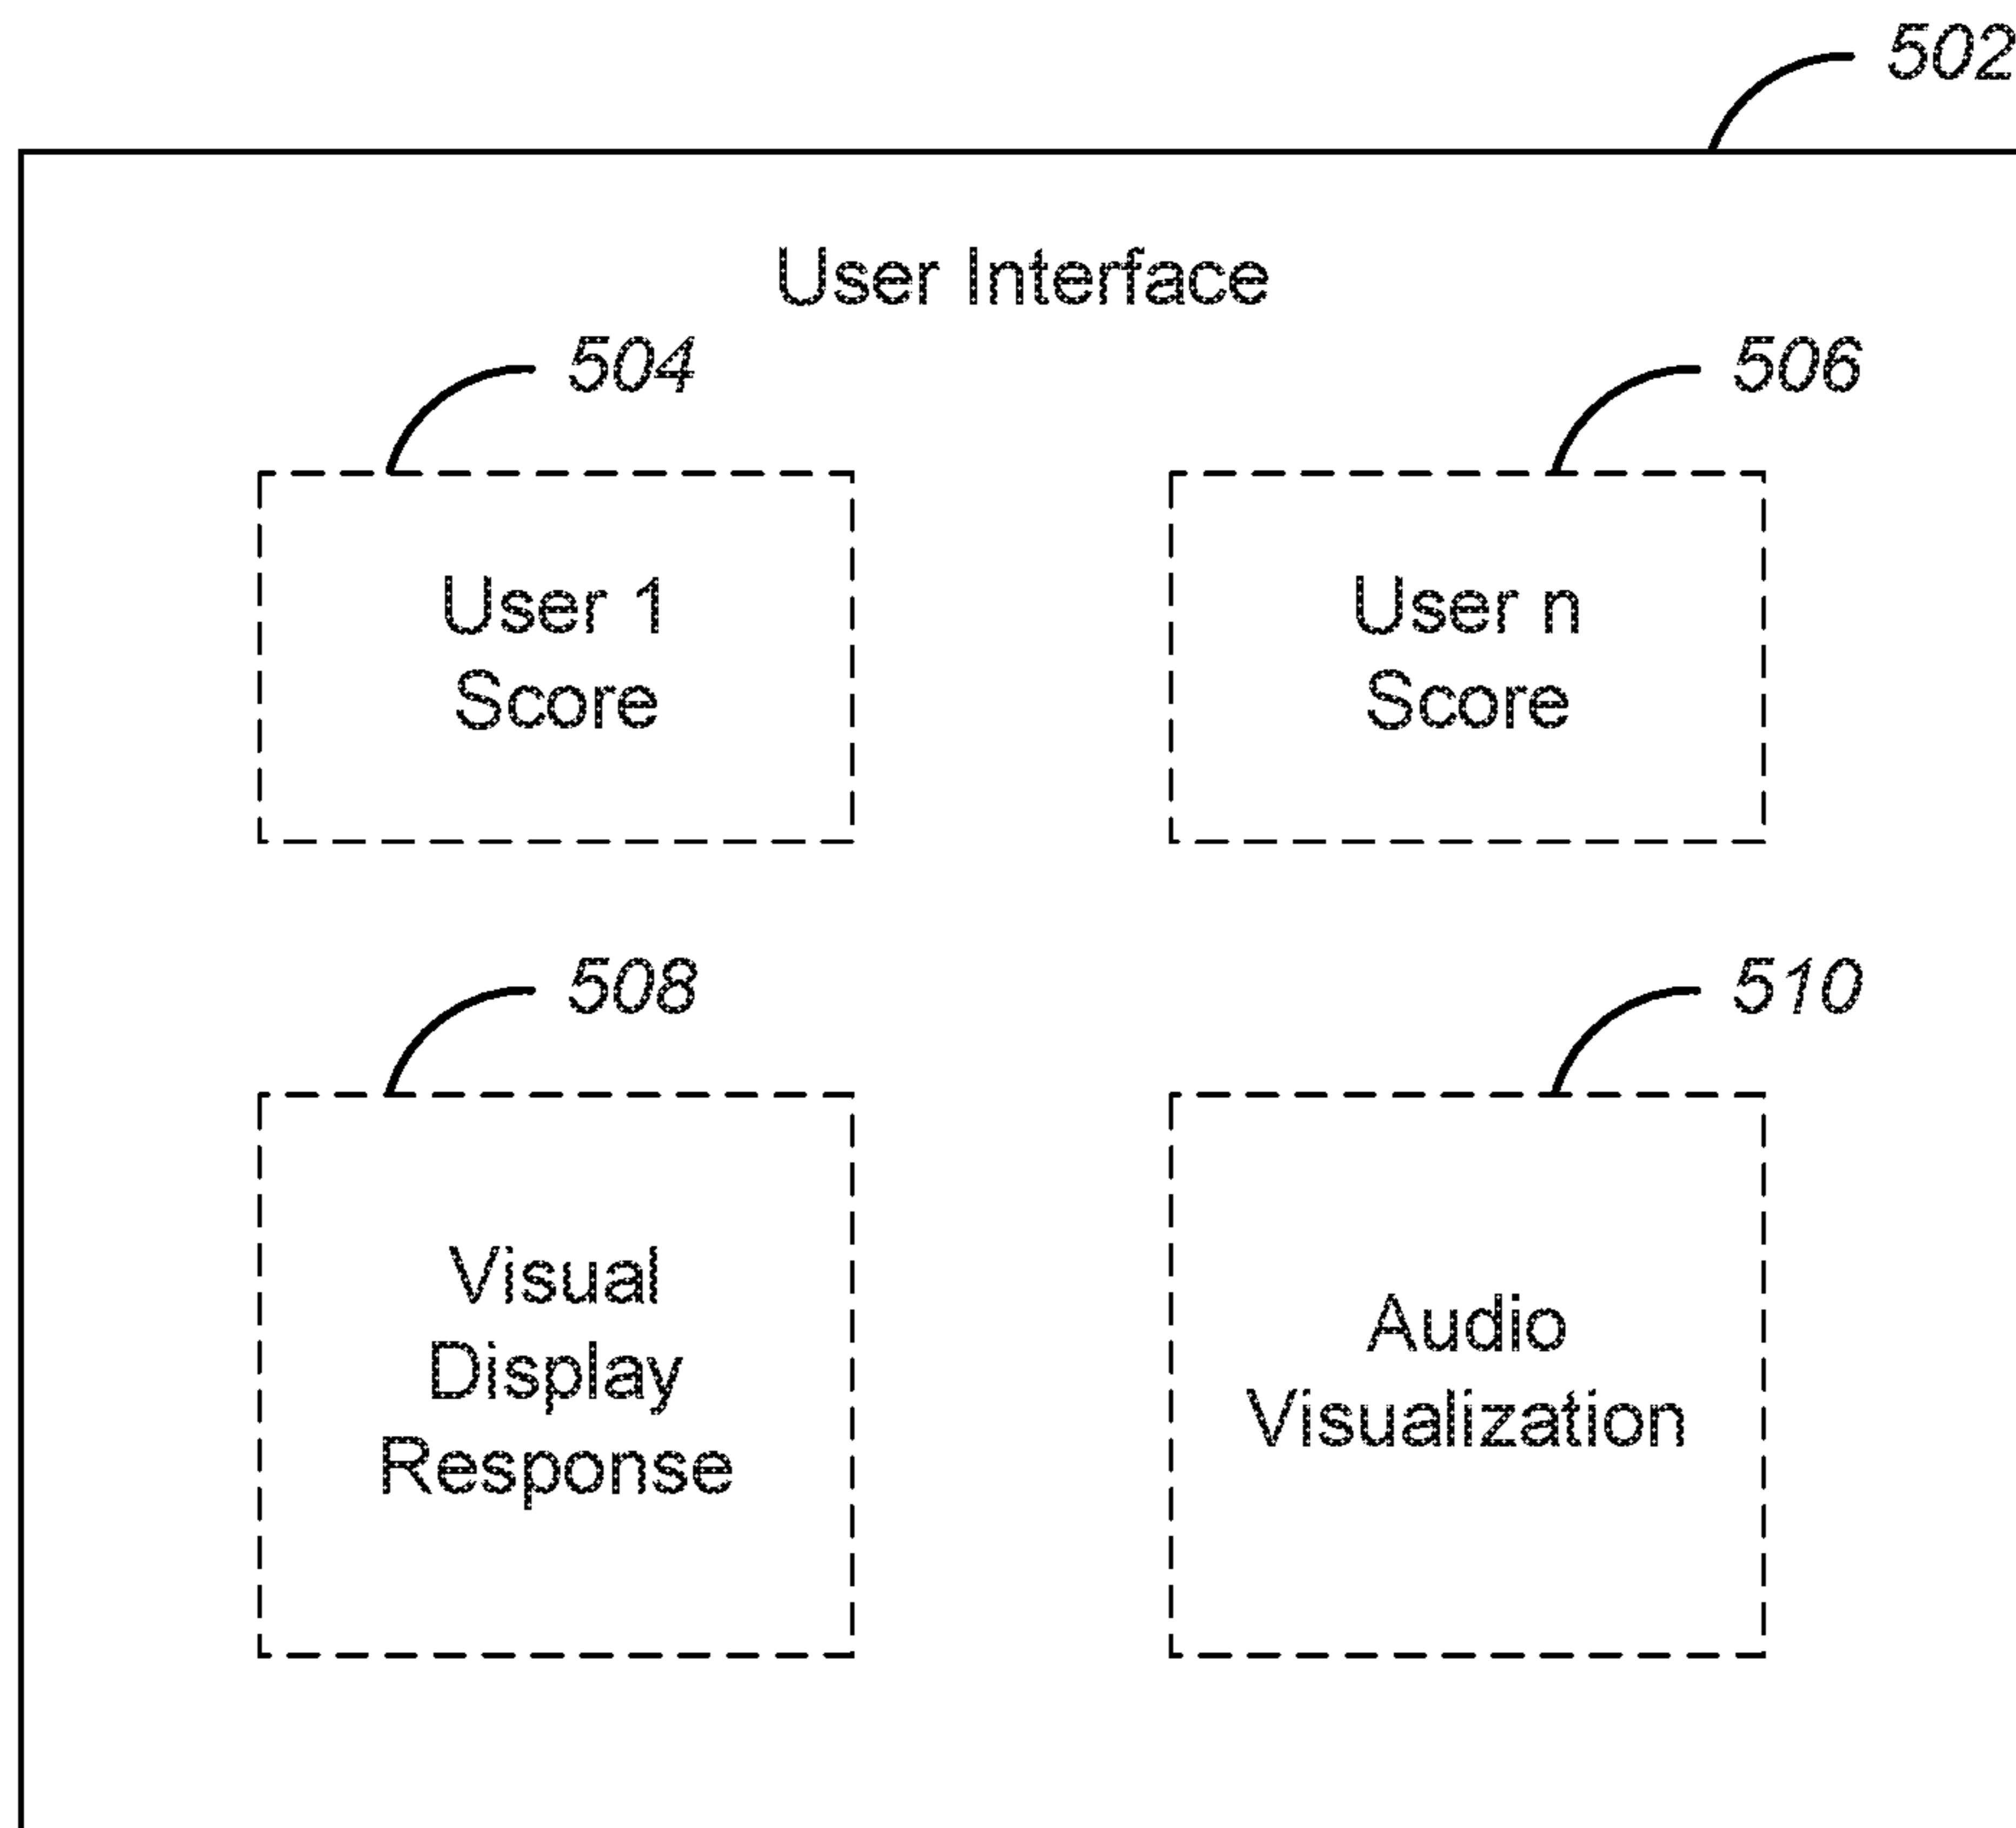 502
User Interface
504
506
User 1
Score
User n
Score
508
510
Visual
Display
Response
Audio
Visualization